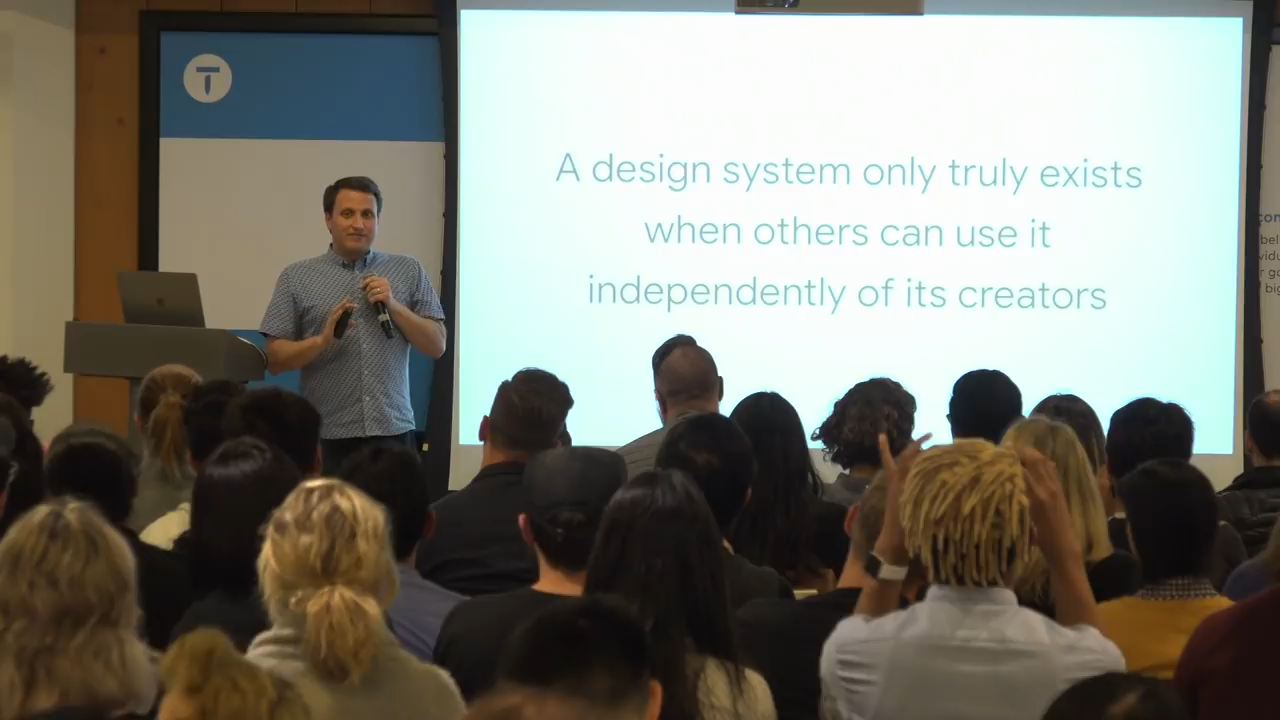 T
A design system only truly exists
when others can use it
independently of its creators